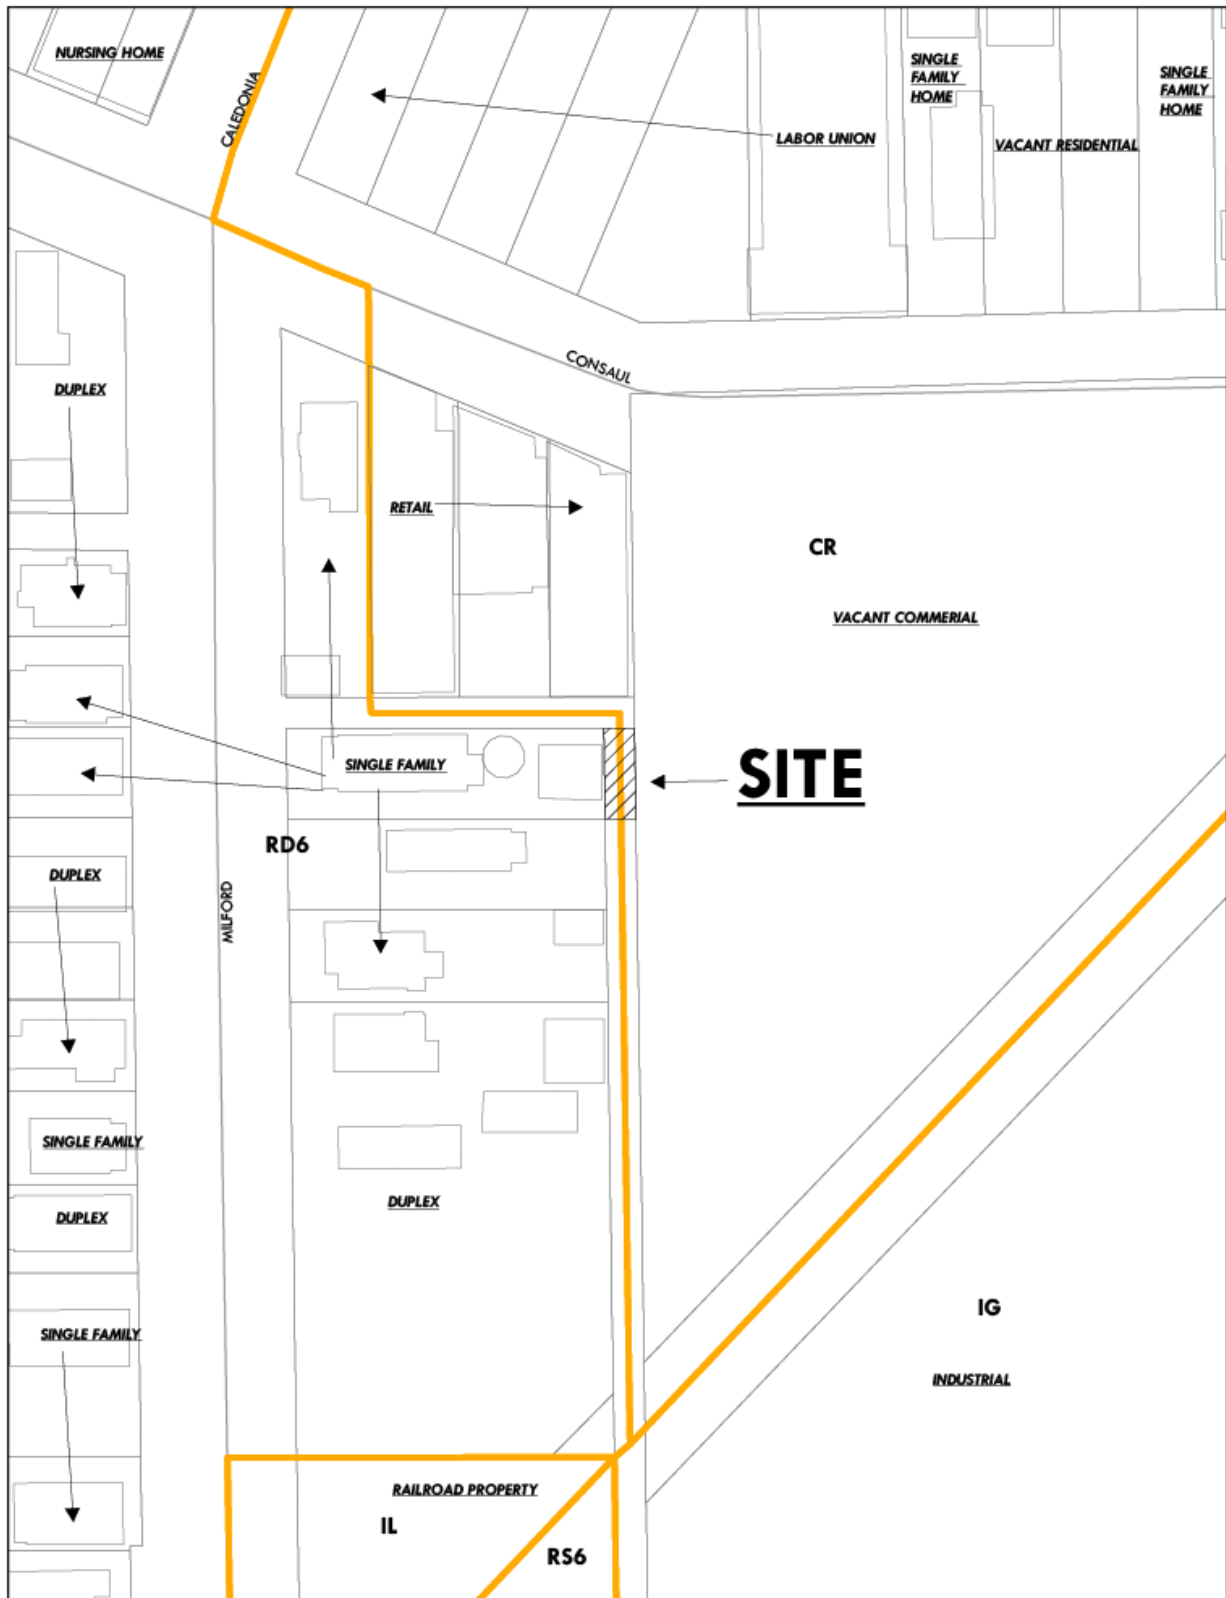 NURSING HOME
CALEDONIA
SINGLE
FAMILY
HOME
SINGLE
FAMILY
HOME
LABOR UNION
VACANT RESIDENTIAL
CONSAUL
DUPLEX
RETAIL
CR
VACANT COMMERIAL
SINGLE FAMILY
SITE
RD6
DUPLEX
MILFORD
SINGLE FAMILY
DUPLEX
DUPLEX
IG
SINGLE FAMILY
INDUSTRIAL
RAILROAD PROPERTY
IL
RS6